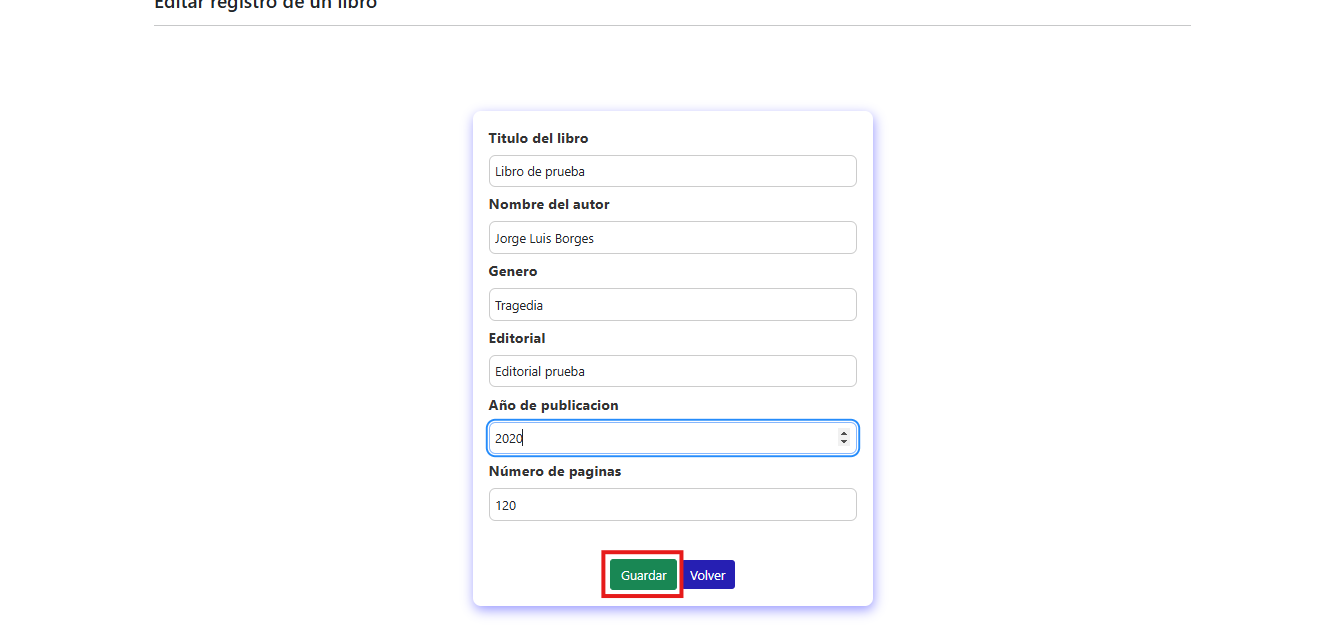 Editar registro de un libro
Titulo del libro
Libro de prueba
Nombre del autor
Jorge Luis Borges
Genero
Tragedia
Editorial
Editorial prueba
Año de publicacion
2020
Número de paginas
120
Guardar Volver